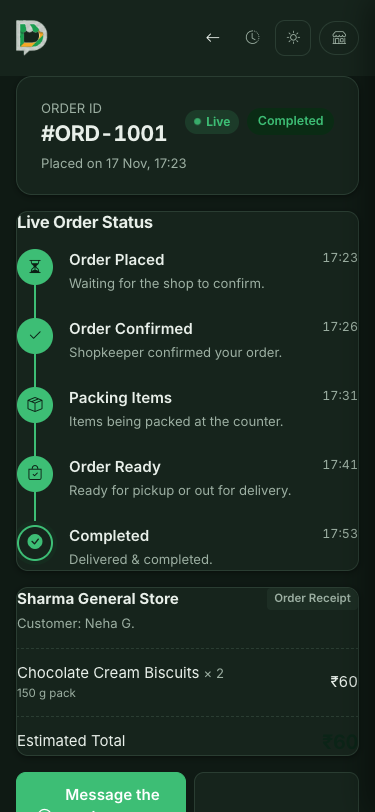 ORDER ID
#ORD-1001
Live
Completed
Placed on 17 Nov, 17:23
Live Order Status
Order Placed
17:23
Waiting for the shop to confirm.
Order Confirmed
17:26
Shopkeeper confirmed your order.
Packing Items
17:31
Items being packed at the counter.
Order Ready
17:41
Ready for pickup or out for delivery.
Completed
17:53
Delivered & completed.
Sharma General Store
Order Receipt
Customer: Neha G.
Chocolate Cream Biscuits × 2
₹60
150 g pack
Estimated Total
₹60
Message the